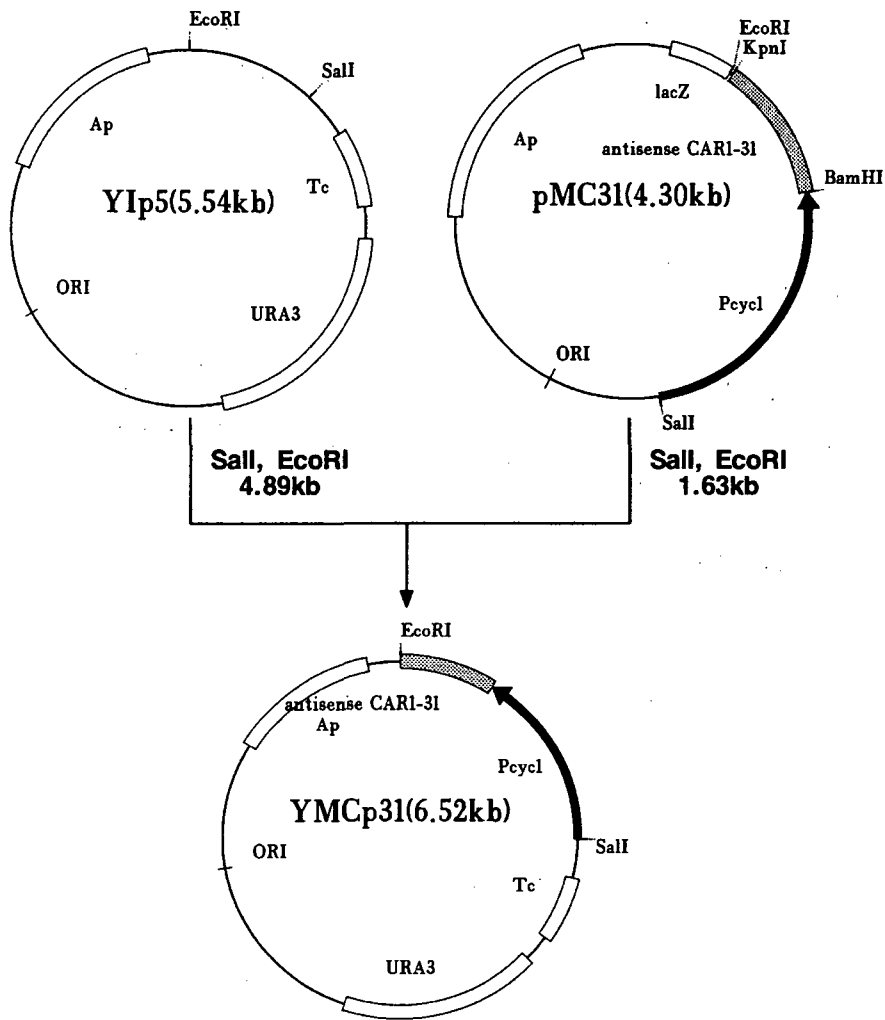 EcoRI
SalI
Ap
Tc
YIp5(5.54kb)
ORI
URA3
EcoRI
KpnI
lacZ
Ap
antisense CAR1-31
BamHI
pMC31(4.30kb)
Pcyc1
ORI
SalI
SalI, EcoRI
4.89kb
SalI, EcoRI
1.63kb
EcoRI
antisense CAR1-31
Ap
Pcyc1
YMCp31(6.52kb)
ORI
SalI
Tc
URA3